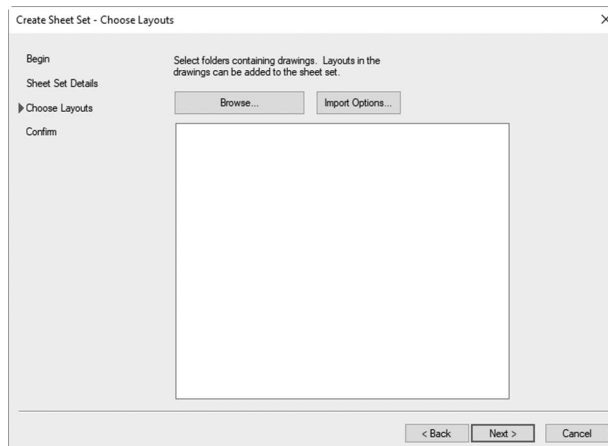 Create Sheet Set - Choose Layouts
Begin
Sheet Set Details
Choose Layouts
Confirm
Select folders containing drawings. Layouts in the
drawings can be added to the sheet set.
Browse...
Import Options...
< Back
Next >
Cancel